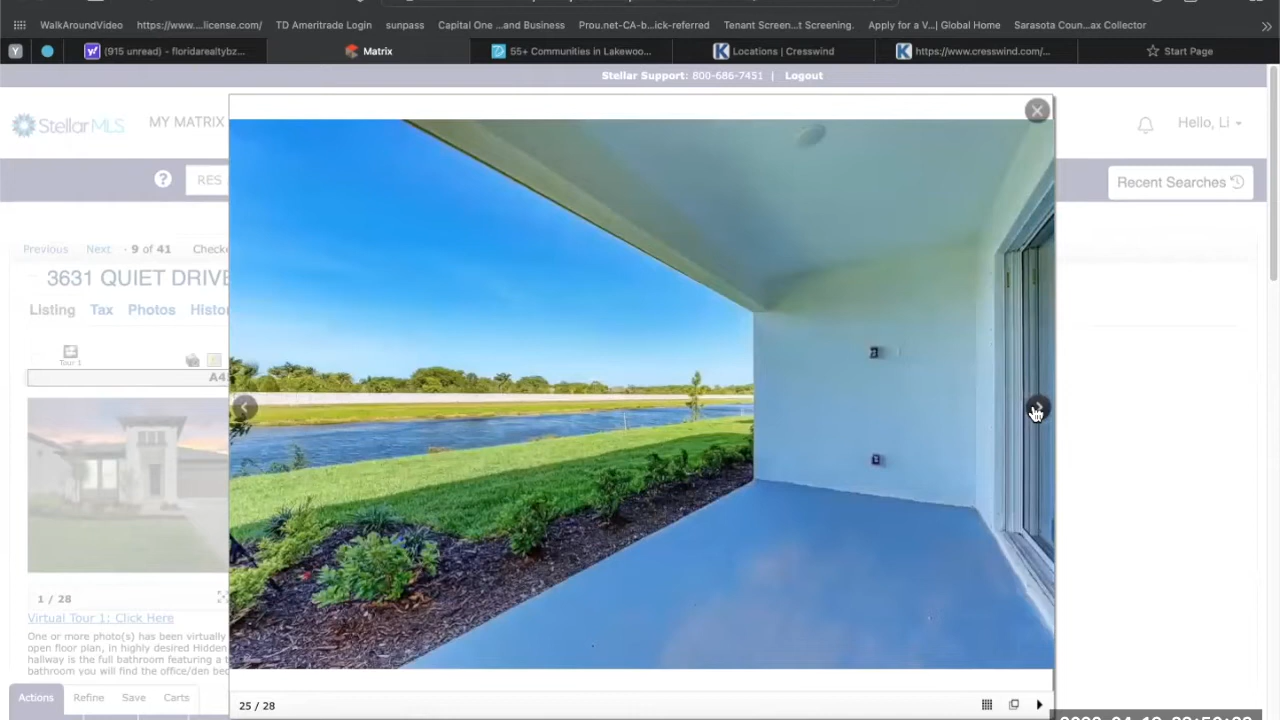 WalkAroundVideo https://www....license.com/ TD Ameritrade Login sunpass Capital One ...and Business Prou.net-CA-b...ick-referred Tenant Screen...t Screening. Apply for a V...| Global Home Sarasota Coun...ax Collector
Y (915 unread) - floridarealtybz... Matrix 55+ Communities in Lakewoo... Locations | Cresswind https://www.cresswind.com/... Start Page
Stellar Support: 800-686-7451 | Logout
StellarMLS MY MATRIX Hello, Li
? RES Recent Searches
Previous Next · 9 of 41 Checke
3631 QUIET DRIVE
Listing Tax Photos Histo
Tour 1
A4
1 / 28
Virtual Tour 1: Click Here
One or more photo(s) has been virtually
open floor plan, in highly desired Hidden
hallway is the full bathroom featuring a t
bathroom you will find the office/den bec
Actions Refine Save Carts
25 / 28